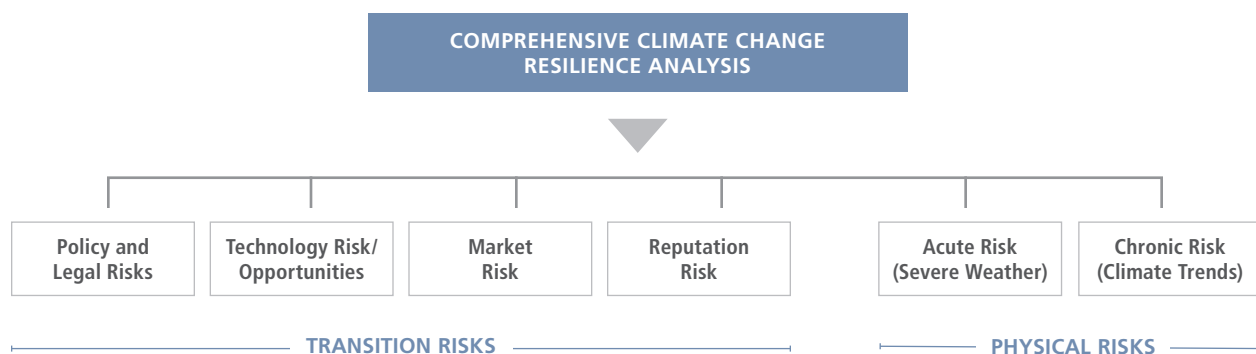 COMPREHENSIVE CLIMATE CHANGE
RESILIENCE ANALYSIS
Policy and
Legal Risks
Technology Risk/
Opportunities
Market
Risk
Reputation
Risk
Acute Risk
(Severe Weather)
Chronic Risk
(Climate Trends)
TRANSITION RISKS
PHYSICAL RISKS